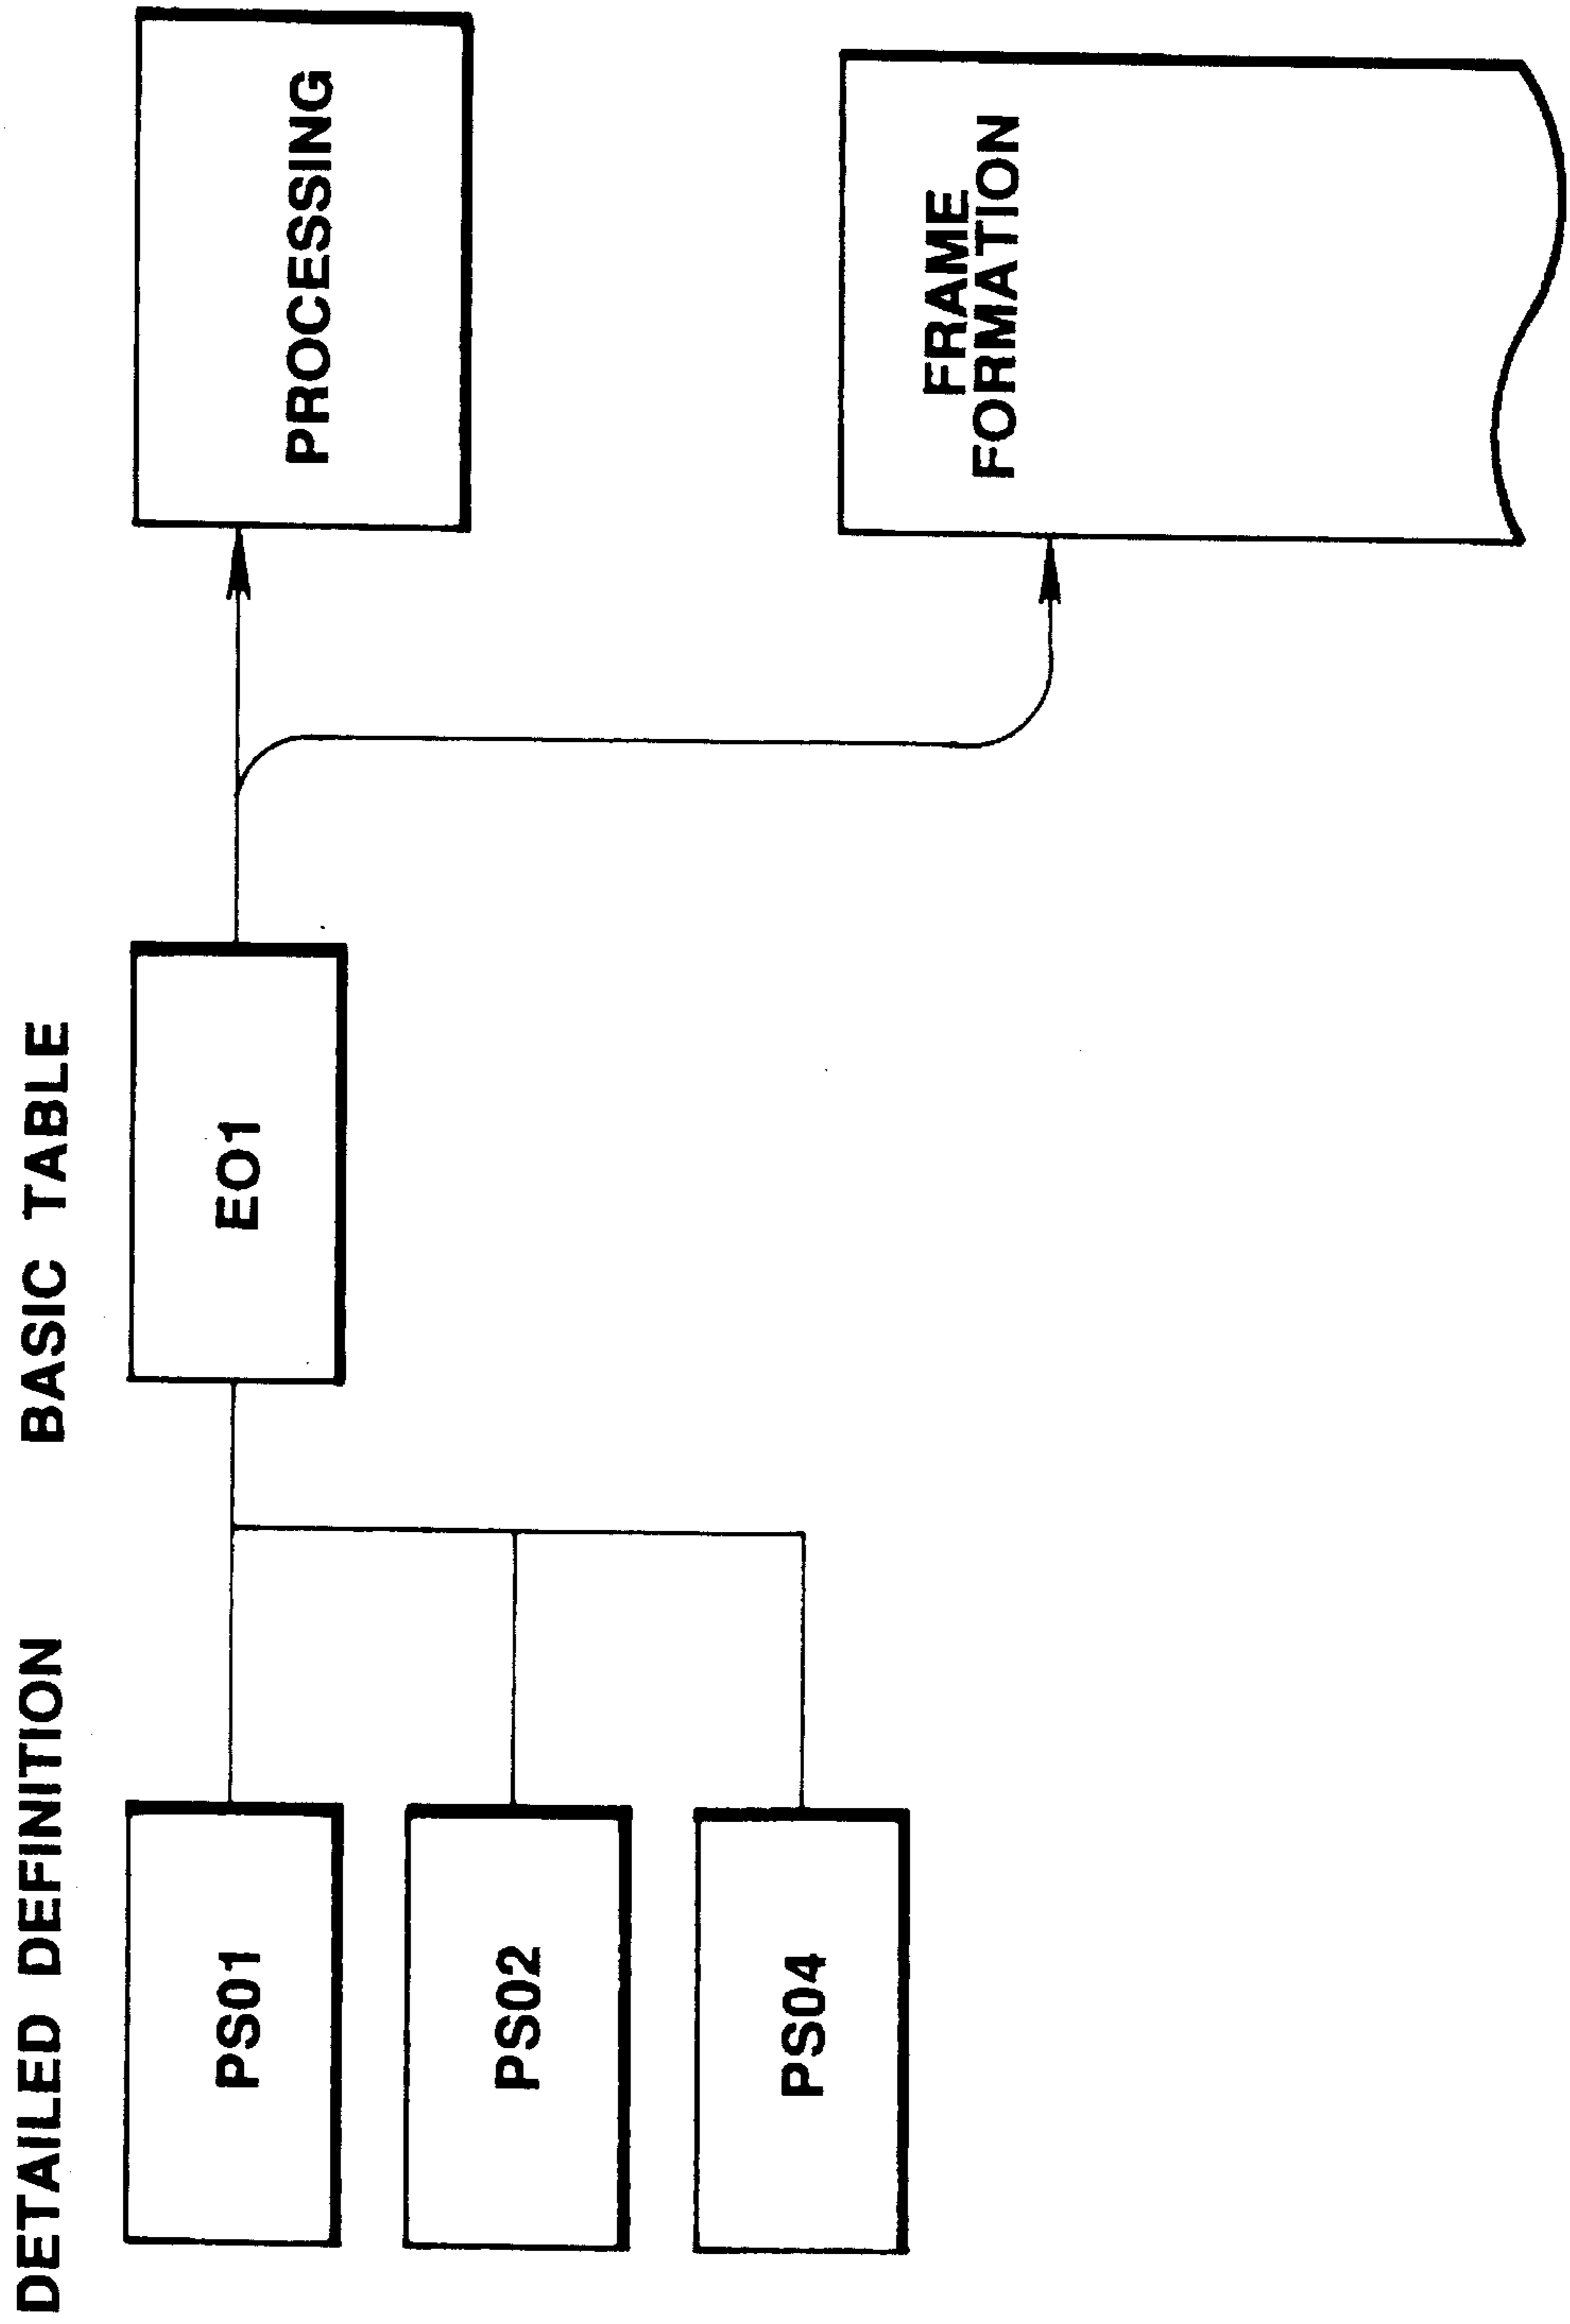 DETAILED DEFINITION
BASIC TABLE
PS01
EO1
PROCESSING
PS02
PS04
FRAME
FORMATION